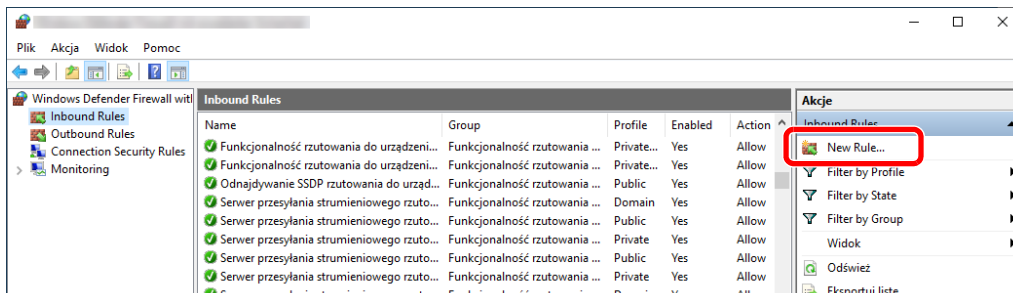 Plik Akcja Widok Pomoc
Windows Defender Firewall witl
Inbound Rules
Outbound Rules
Connection Security Rules
Monitoring
Inbound Rules
Name Group Profile Enabled Action
Funkcjonalność rzutowania do urządzeni... Funkcjonalność rzutowania ... Private... Yes Allow
Funkcjonalność rzutowania do urządzeni... Funkcjonalność rzutowania ... Private... Yes Allow
Odnajdywanie SSDP rzutowania do urząd... Funkcjonalność rzutowania ... Public Yes Allow
Serwer przesyłania strumieniowego rzuto... Funkcjonalność rzutowania ... Domain Yes Allow
Serwer przesyłania strumieniowego rzuto... Funkcjonalność rzutowania ... Public Yes Allow
Serwer przesyłania strumieniowego rzuto... Funkcjonalność rzutowania ... Private Yes Allow
Serwer przesyłania strumieniowego rzuto... Funkcjonalność rzutowania ... Public Yes Allow
Serwer przesyłania strumieniowego rzuto... Funkcjonalność rzutowania ... Private Yes Allow
Akcje
Inbound Rules
New Rule...
Filter by Profile
Filter by State
Filter by Group
Widok
Odśwież
Eksportuj listę